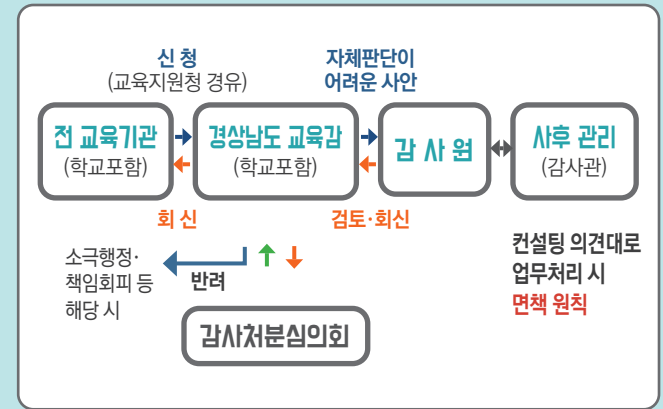 신 청
(교육지원청 경유)
자체판단이
어려운 사안
전 교육기관
(학교포함)
경상남도 교육감
(학교포함)
감 사 원
사후 관리
(감사관)
회 신
검토·회신
소극행정·
책임회피 등
해당 시
반려
컨설팅 의견대로
업무처리 시
면책 원칙
감사처분심의회